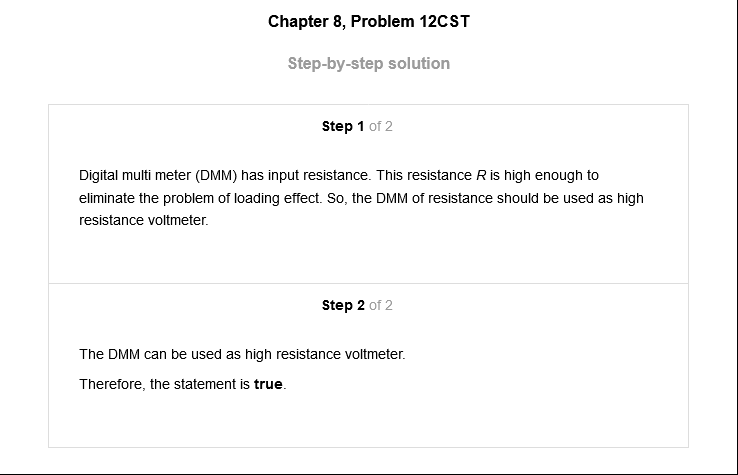 Chapter 8, Problem 12CST
Step-by-step solution
Step 1 of 2
Digital multi meter (DMM) has input resistance. This resistance R is high enough to
eliminate the problem of loading effect. So, the DMM of resistance should be used as high
resistance voltmeter.
Step 2 of 2
The DMM can be used as high resistance voltmeter.
Therefore, the statement is true.